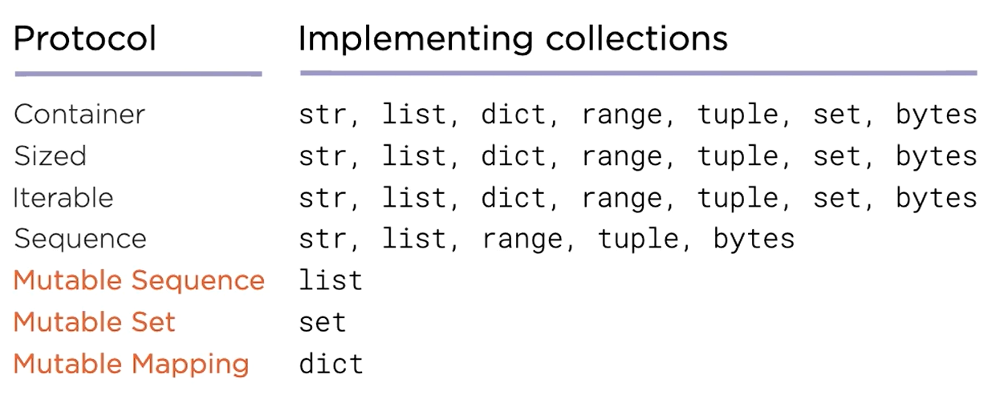 Protocol Implementing collections
Container str, list, dict, range, tuple, set, bytes
Sized str, list, dict, range, tuple, set, bytes
Iterable str, list, dict, range, tuple, set, bytes
Sequence str, list, range, tuple, bytes
Mutable Sequence list
Mutable Set set
Mutable Mapping dict